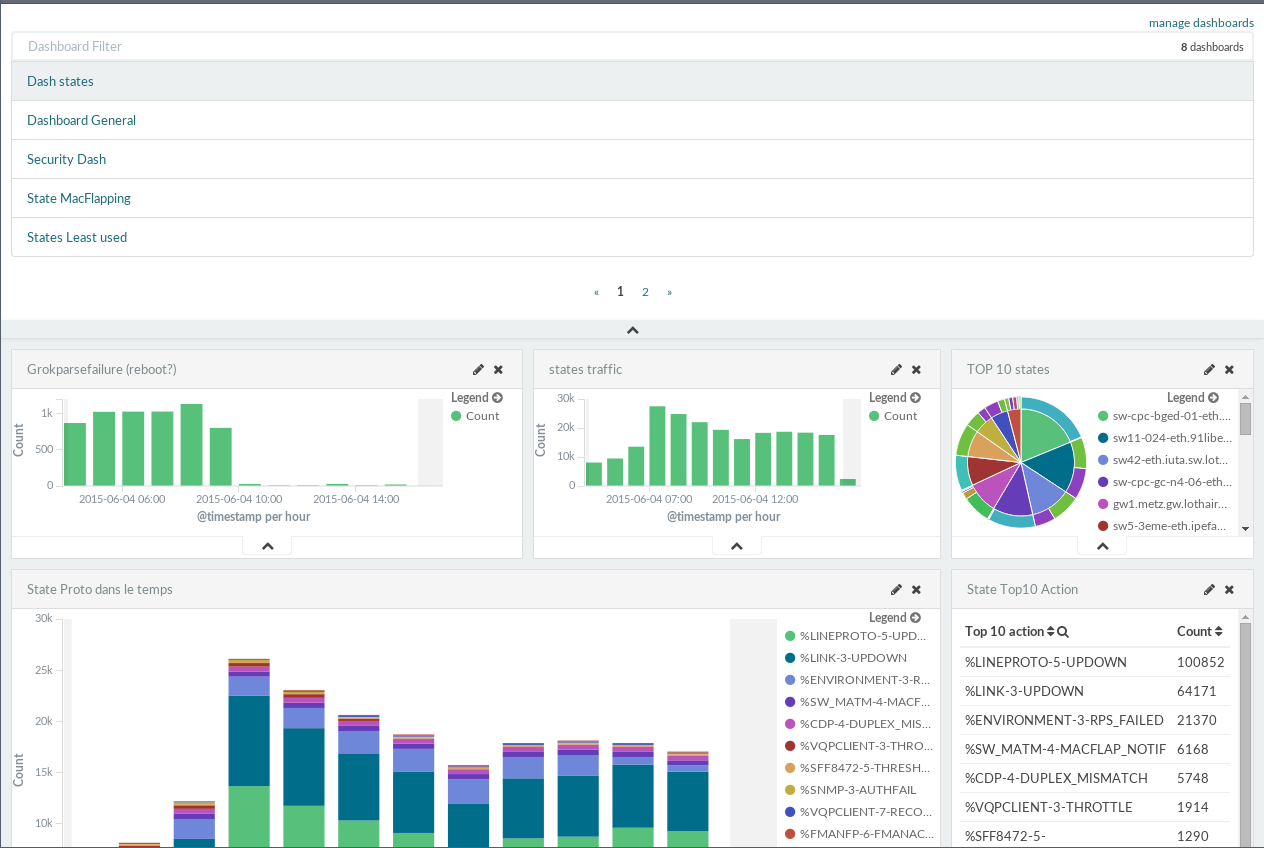 manage dashboards
Dashboard Filter
8 dashboards
Dash states
Dashboard General
Security Dash
State MacFlapping
States Least used
« 1 2 »
Grokparsefailure (reboot?)
Legend
Count
1k
500
0
Count
2015-06-04 06:00
2015-06-04 10:00
2015-06-04 14:00
@timestamp per hour
states traffic
Legend
Count
30k
20k
10k
0
Count
2015-06-04 07:00
2015-06-04 12:00
@timestamp per hour
TOP 10 states
Legend
sw-cpc-bged-01-eth....
sw11-024-eth.91libe...
sw42-eth.iuta.sw.lot...
sw-cpc-gc-n4-06-eth...
gw1.metz.gw.lothair...
sw5-3eme-eth.ipefa...
State Proto dans le temps
30k
25k
20k
15k
10k
Count
Legend
%LINEPROTO-5-UPD...
%LINK-3-UPDOWN
%ENVIRONMENT-3-R...
%SW_MATM-4-MACF...
%CDP-4-DUPLEX_MIS...
%VQPCLIENT-3-THRO...
%SFF8472-5-THRESH...
%SNMP-3-AUTHFAIL
%VQPCLIENT-7-RECO...
%FMANFP-6-FMANAC...
State Top10 Action
Top 10 action Count
%LINEPROTO-5-UPDOWN 100852
%LINK-3-UPDOWN 64171
%ENVIRONMENT-3-RPS_FAILED 21370
%SW_MATM-4-MACFLAP_NOTIF 6168
%CDP-4-DUPLEX_MISMATCH 5748
%VQPCLIENT-3-THROTTLE 1914
%SFF8472-5- 1290